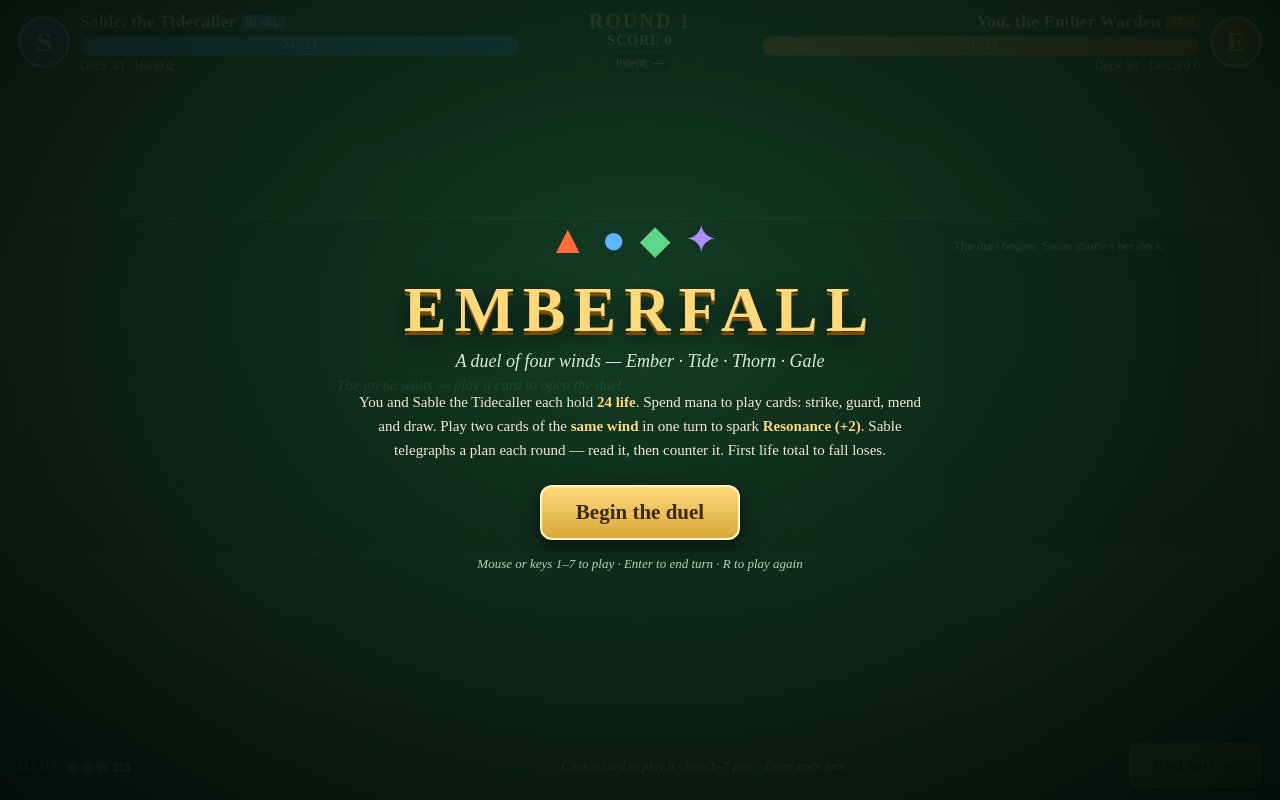 Sable, the Tidecaller RIVAL
S
24 / 24
Deck 30 · Hand 0
ROUND 1
SCORE 0
Intent: —
You, the Ember Warden YOU
E
24 / 24
Deck 30 · Discard 0
The duel begins. Sable shuffles her deck.
EMBERFALL
A duel of four winds — Ember · Tide · Thorn · Gale
The arena waits — play a card to open the duel.
You and Sable the Tidecaller each hold 24 life. Spend mana to play cards: strike, guard, mend
and draw. Play two cards of the same wind in one turn to spark Resonance (+2). Sable
telegraphs a plan each round — read it, then counter it. First life total to fall loses.
Begin the duel
Mouse or keys 1–7 to play · Enter to end turn · R to play again
MANA 3/3
Click a card to play it · keys 1–7 play · Enter ends turn
End turn ⏎